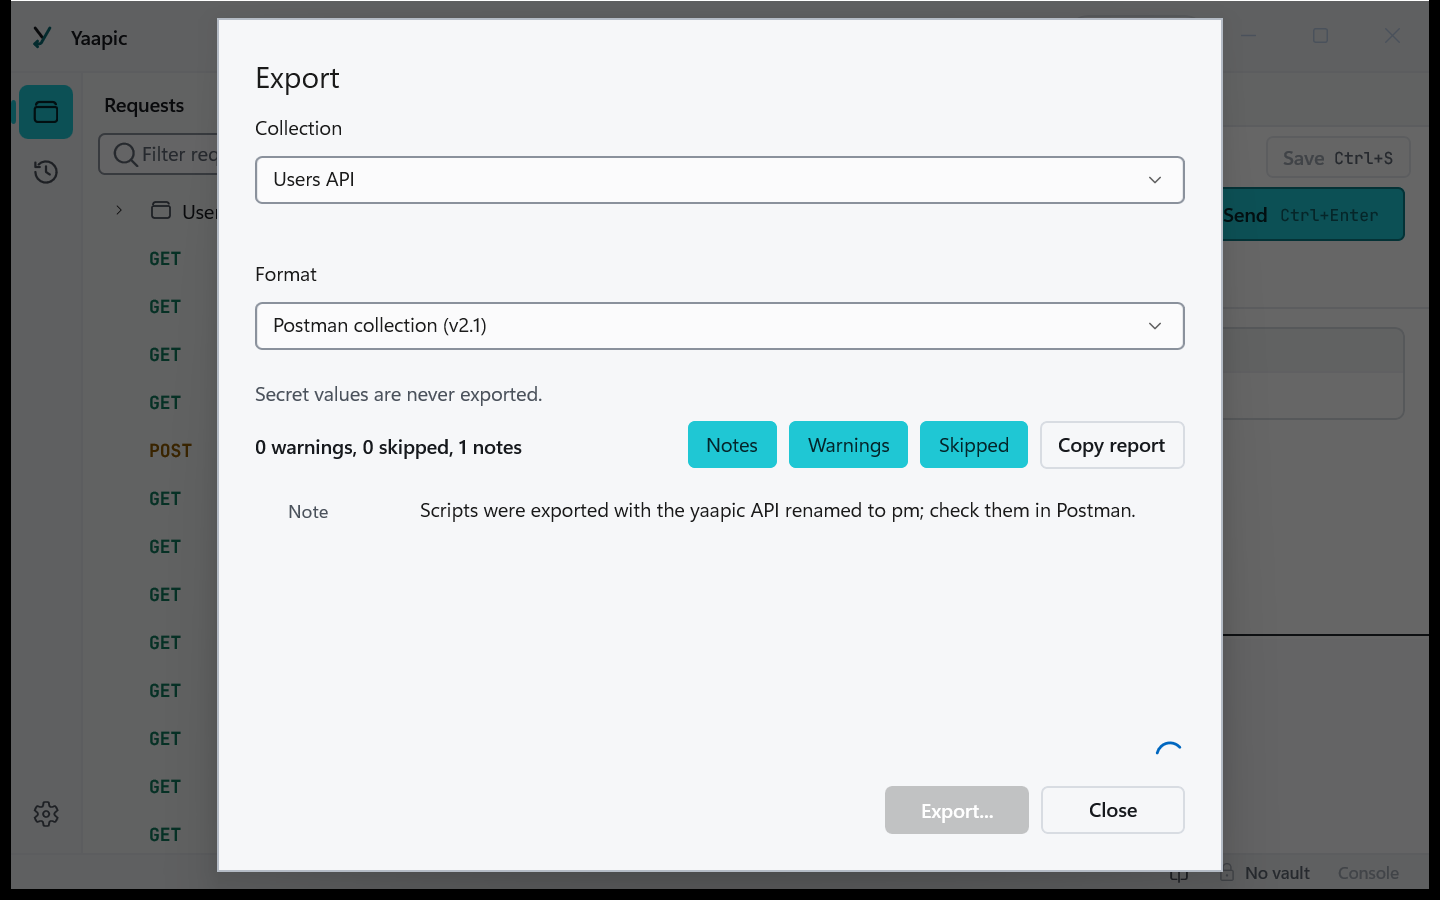 Yaapic
Export
Requests
Collection
Filter rec
Users API
Save Ctrl+S
User
Send Ctrl+Enter
GET
Format
GET
Postman collection (v2.1)
GET
GET
Secret values are never exported.
POST
0 warnings, 0 skipped, 1 notes
Notes
Warnings
Skipped
Copy report
GET
Note
Scripts were exported with the yaapic API renamed to pm; check them in Postman.
GET
GET
GET
GET
GET
GET
Export...
Close
GET
No vault
Console